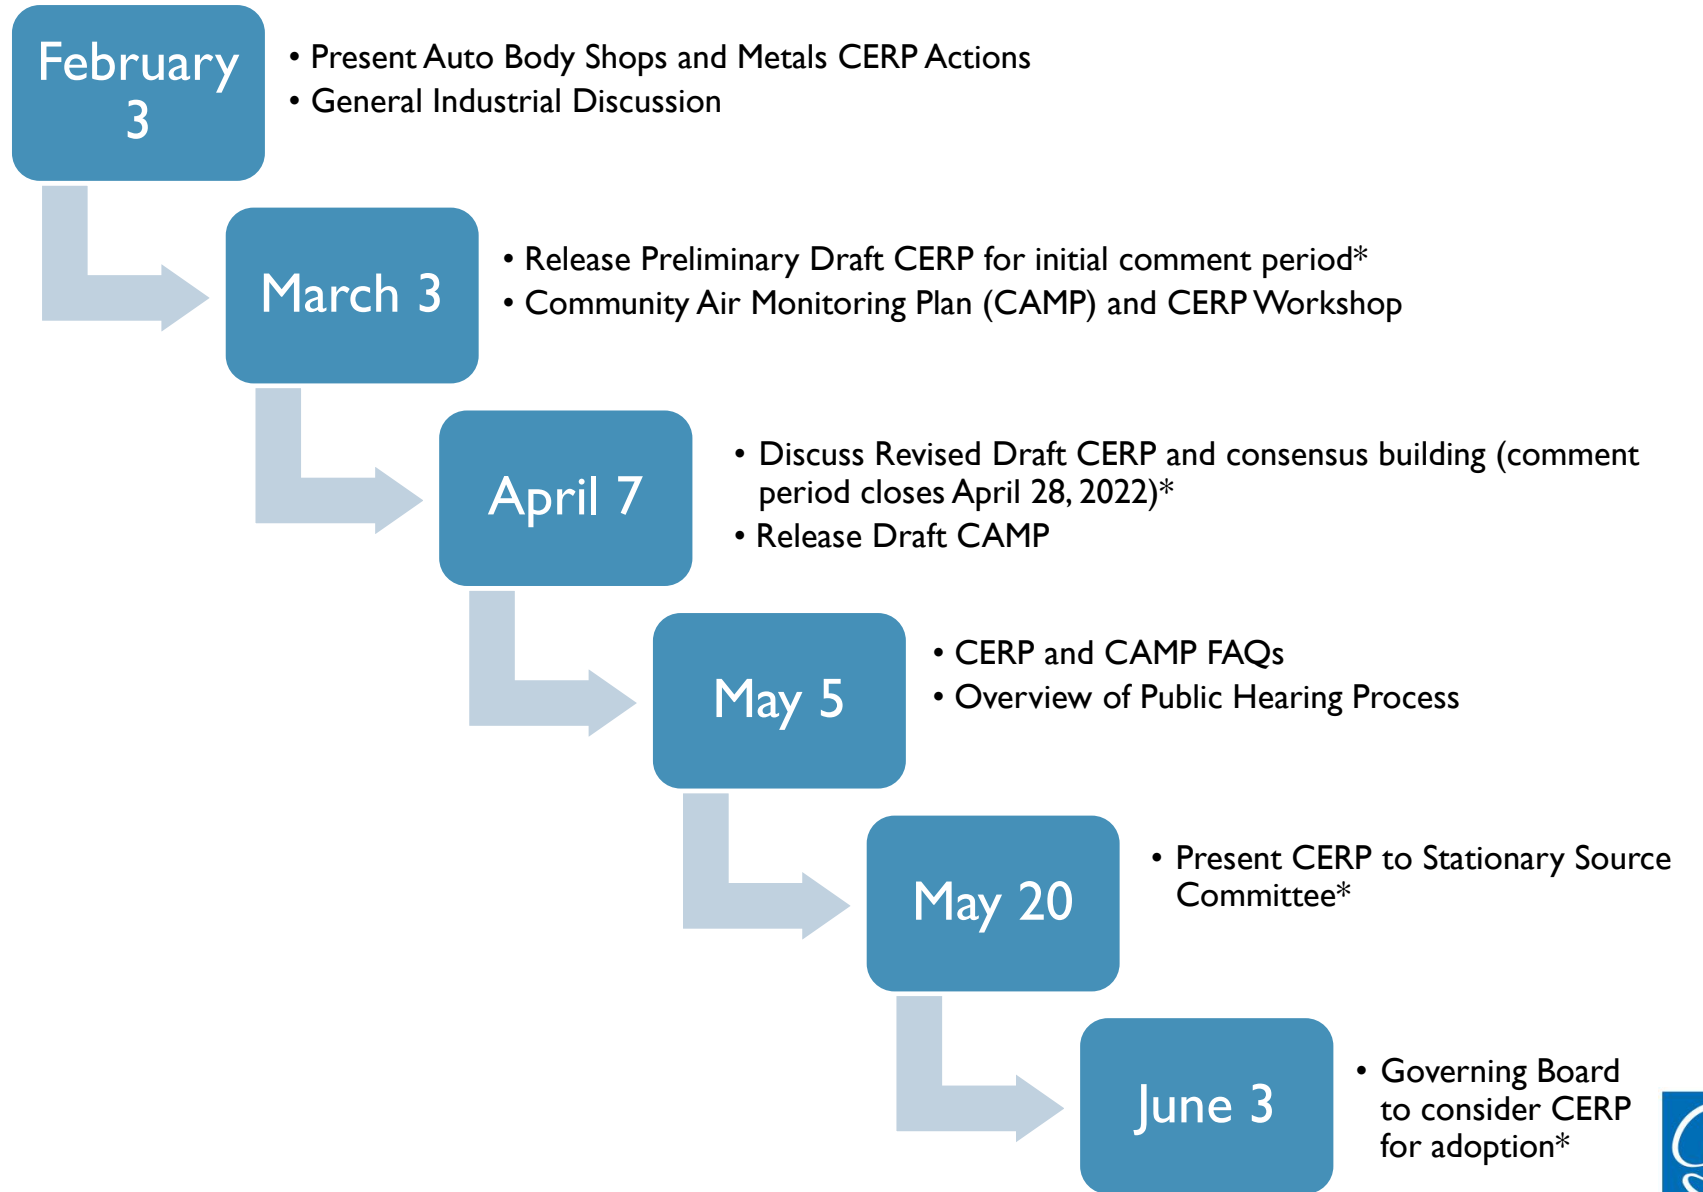 February
3
• Present Auto Body Shops and Metals CERP Actions
• General Industrial Discussion
March 3
• Release Preliminary Draft CERP for initial comment period*
• Community Air Monitoring Plan (CAMP) and CERP Workshop
April 7
• Discuss Revised Draft CERP and consensus building (comment
period closes April 28, 2022)*
• Release Draft CAMP
May 5
• CERP and CAMP FAQs
• Overview of Public Hearing Process
May 20
• Present CERP to Stationary Source
Committee*
June 3
• Governing Board
to consider CERP
for adoption*